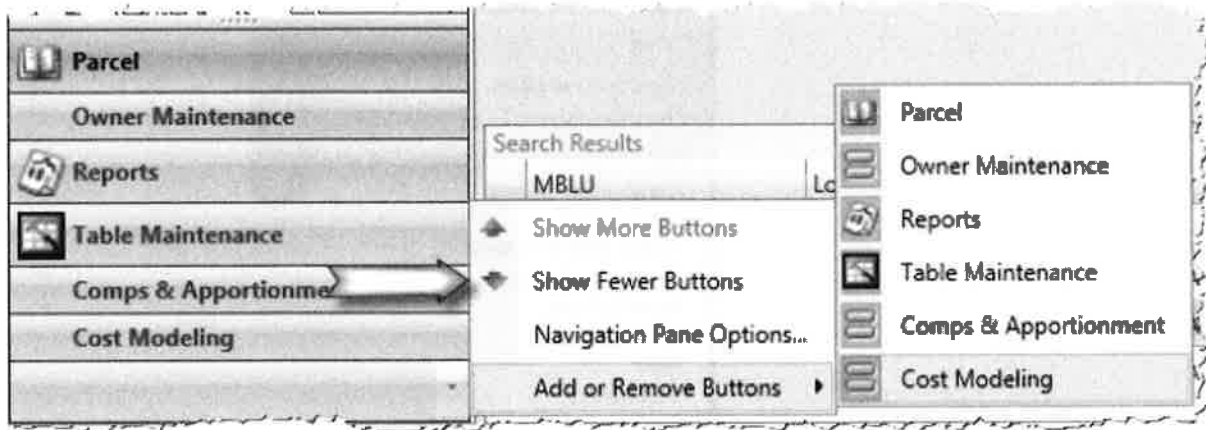 Parcel
Owner Maintenance
Reports
Table Maintenance
Comps & Apportionme
Cost Modeling
Search Results
MBLU
Lo
Show More Buttons
Show Fewer Buttons
Navigation Pane Options...
Add or Remove Buttons
Parcel
Owner Maintenance
Reports
Table Maintenance
Comps & Apportionment
Cost Modeling